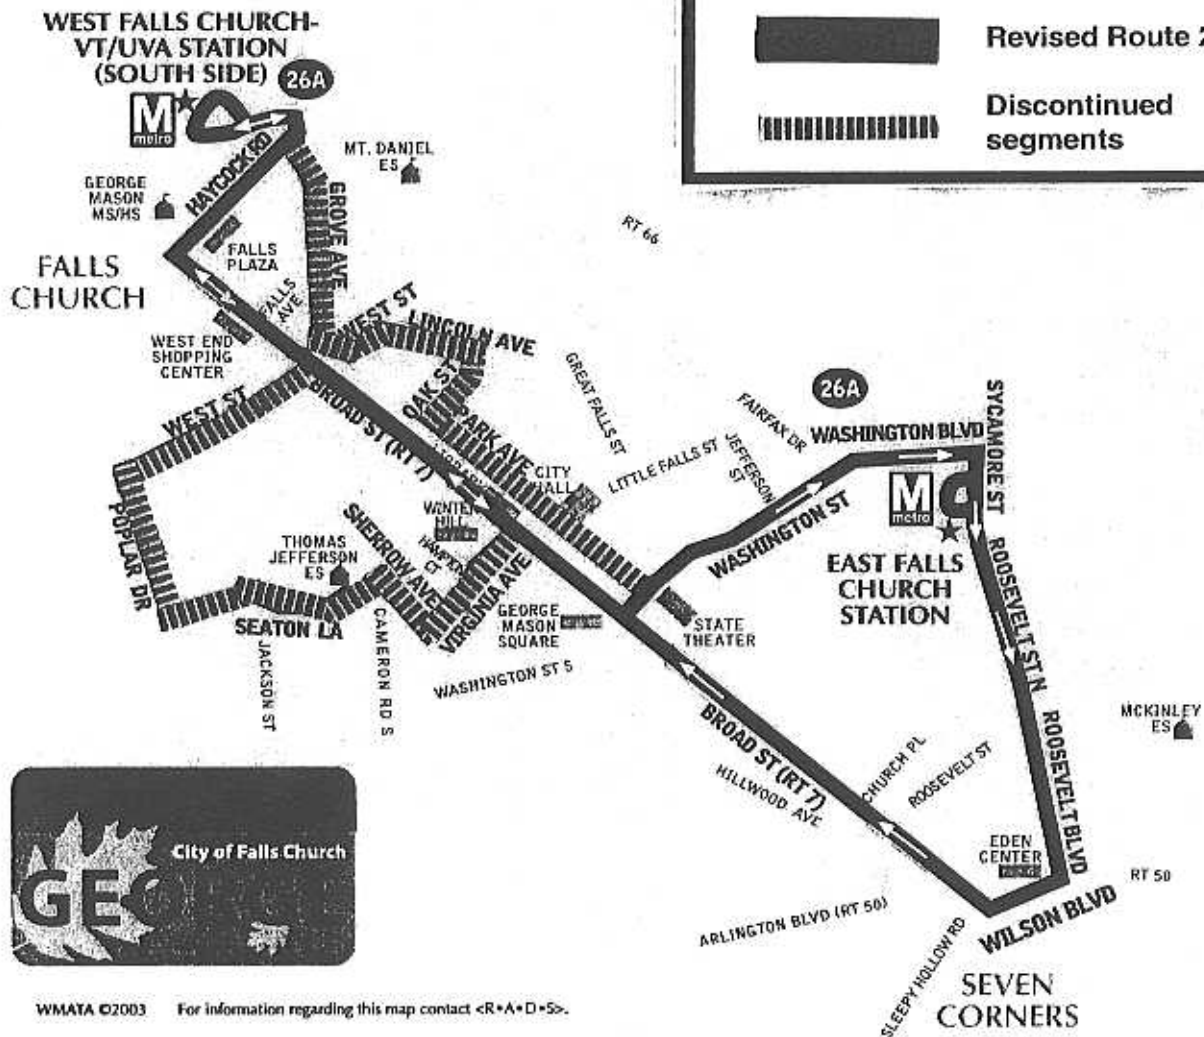 WEST FALLS CHURCH-
VT/UVA STATION
(SOUTH SIDE)
26A
M
metro
Revised Route 2
Discontinued
segments
MT. DANIEL
ES
HAYCOCK RD
GEORGE
MASON
MS/HS
GROVE AVE
RT 66
FALLS
PLAZA
FALLS
CHURCH
FALLS
AVE
WEST ST
LINCOLN AVE
WEST END
SHOPPING
CENTER
WEST ST
BROAD ST (RT 7)
OAK ST
PARK AVE
GREAT FALLS ST
LITTLE FALLS ST
JEFFERSON
ST
FAIRFAX DR
26A
WASHINGTON BLVD
SYCAMORE ST
CITY
HALL
M
metro
WASHINGTON ST
EAST FALLS
CHURCH
STATION
POPLAR DR
WINTER
HILL
THOMAS
JEFFERSON
ES
SHERROW AVE
HAMPEN
CT
VIRGINIA AVE
SEATON LA
JACKSON ST
CAMERON RD S
GEORGE
MASON
SQUARE
STATE
THEATER
WASHINGTON ST S
ROOSEVELT ST N
ROOSEVELT BLVD
MCKINLEY
ES
BROAD ST (RT 7)
HILLWOOD AVE
CHURCH PL
ROOSEVELT ST
EDEN
CENTER
RT 50
WILSON BLVD
ARLINGTON BLVD (RT 50)
SLEEPY HOLLOW RD
SEVEN
CORNERS
City of Falls Church
GEORGE
WMATA ©2003 For information regarding this map contact <R•A•D•S>.